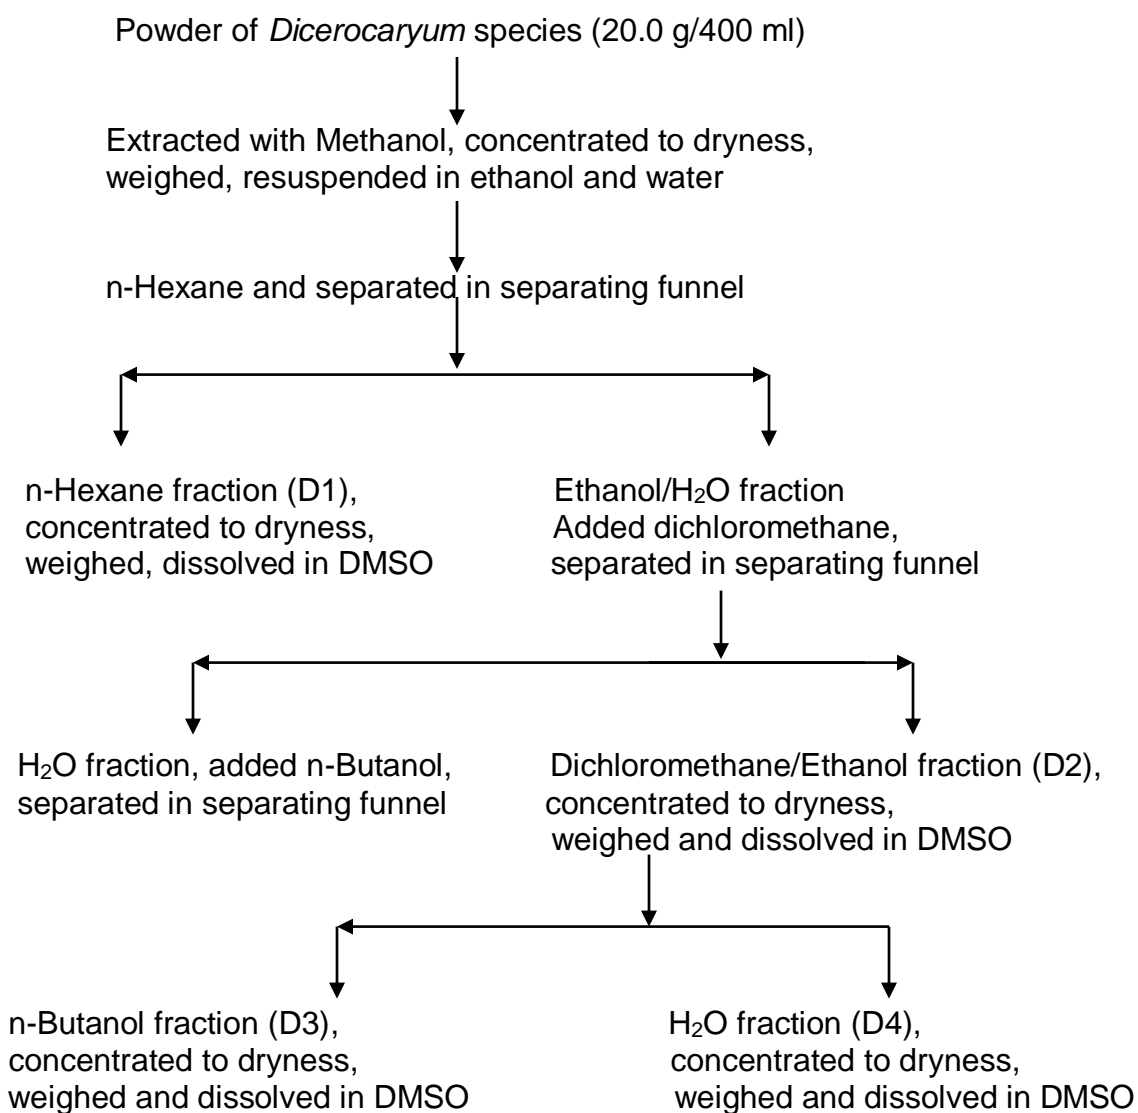 Powder of Dicerocaryum species (20.0 g/400 ml)
Extracted with Methanol, concentrated to dryness,
weighed, resuspended in ethanol and water
n-Hexane and separated in separating funnel
n-Hexane fraction (D1),
concentrated to dryness,
weighed, dissolved in DMSO
Ethanol/H₂O fraction
Added dichloromethane,
separated in separating funnel
H₂O fraction, added n-Butanol,
separated in separating funnel
Dichloromethane/Ethanol fraction (D2),
concentrated to dryness,
weighed and dissolved in DMSO
n-Butanol fraction (D3),
concentrated to dryness,
weighed and dissolved in DMSO
H₂O fraction (D4),
concentrated to dryness,
weighed and dissolved in DMSO